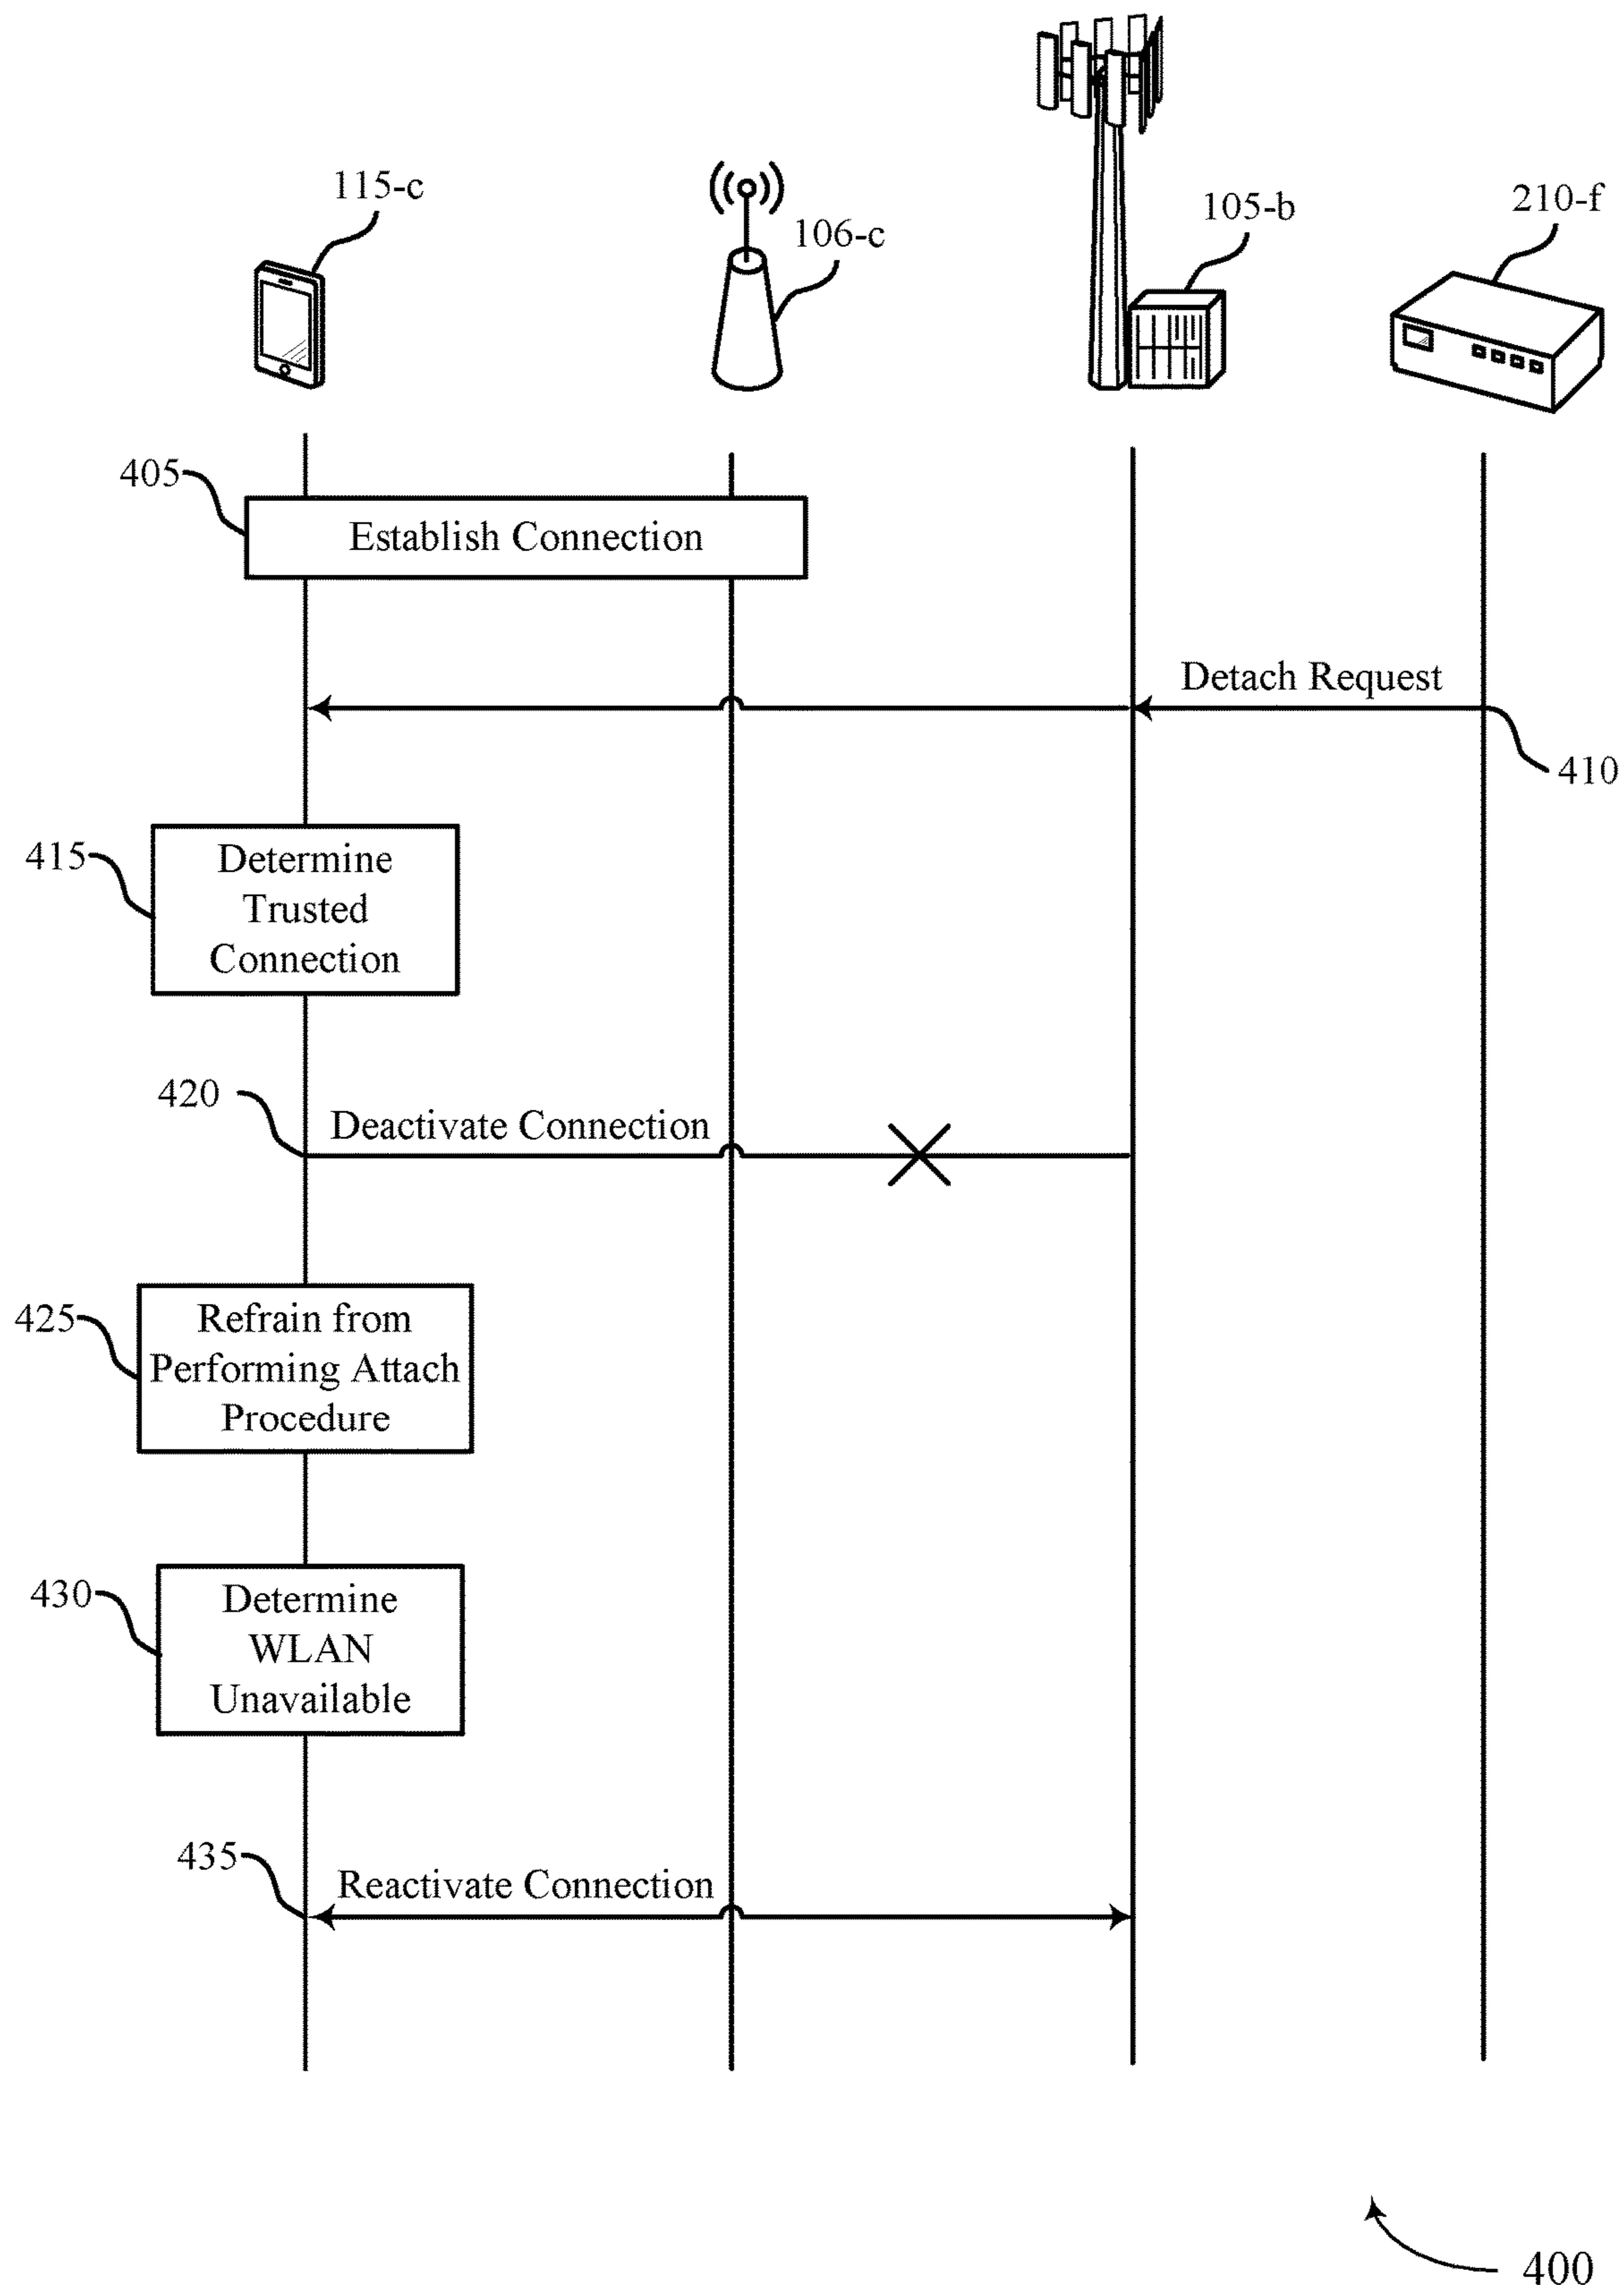 115-c
106-c
105-b
210-f
405
Establish Connection
Detach Request
410
415
Determine
Trusted
Connection
420
Deactivate Connection
425
Refrain from
Performing Attach
Procedure
430
Determine
WLAN
Unavailable
435
Reactivate Connection
400